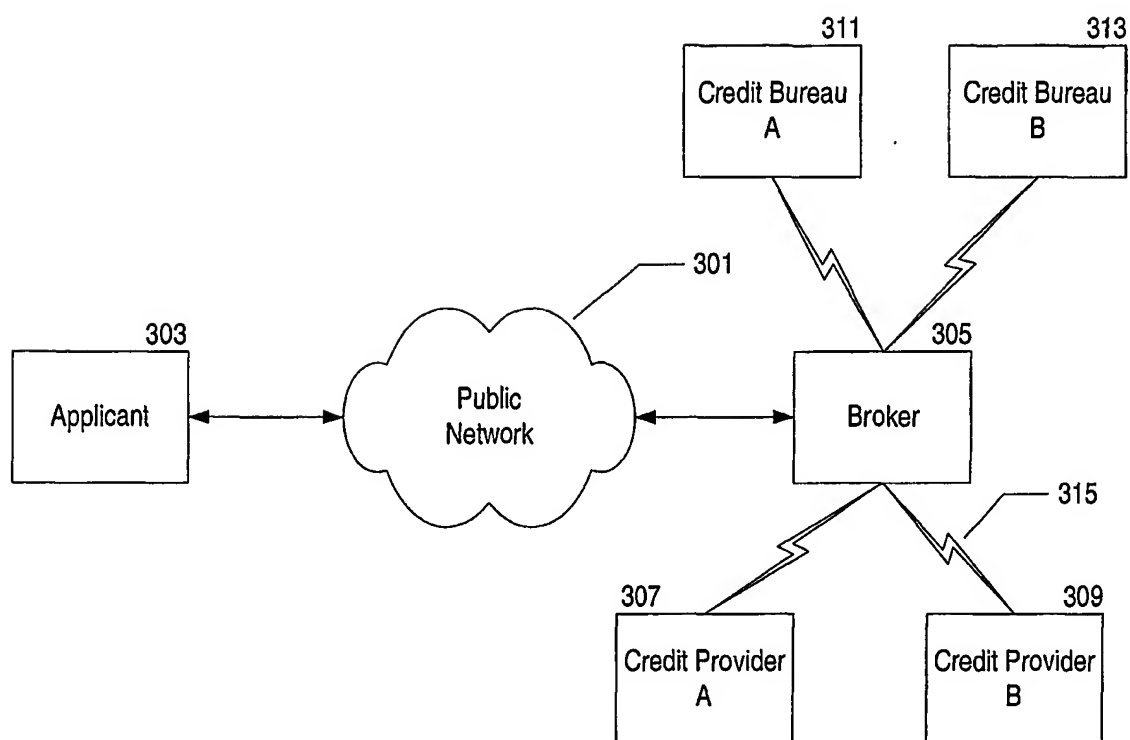 311
313
Credit Bureau
A
Credit Bureau
B
301
303
305
Applicant
Public
Network
Broker
315
307
309
Credit Provider
A
Credit Provider
B